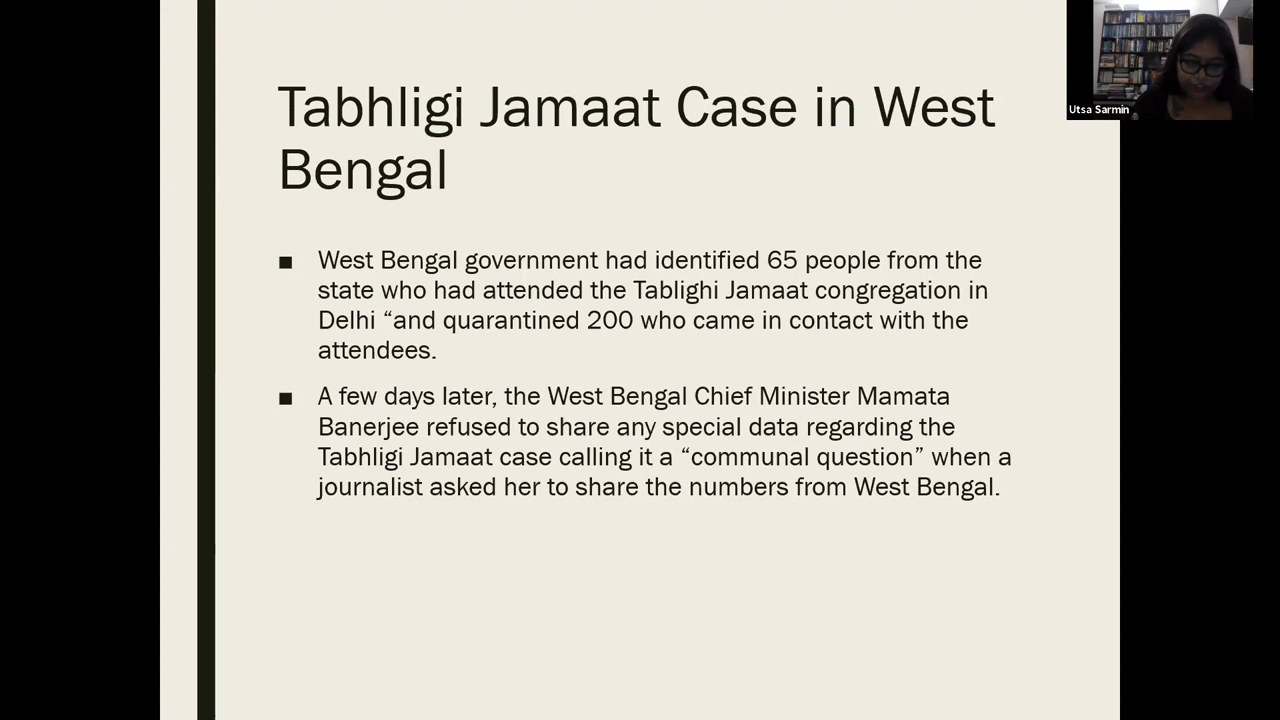 Tabhligi Jamaat Case in West
Bengal
■ West Bengal government had identified 65 people from the
state who had attended the Tablighi Jamaat congregation in
Delhi “and quarantined 200 who came in contact with the
attendees.
■ A few days later, the West Bengal Chief Minister Mamata
Banerjee refused to share any special data regarding the
Tabhligi Jamaat case calling it a “communal question” when a
journalist asked her to share the numbers from West Bengal.
Utsa Sarmin